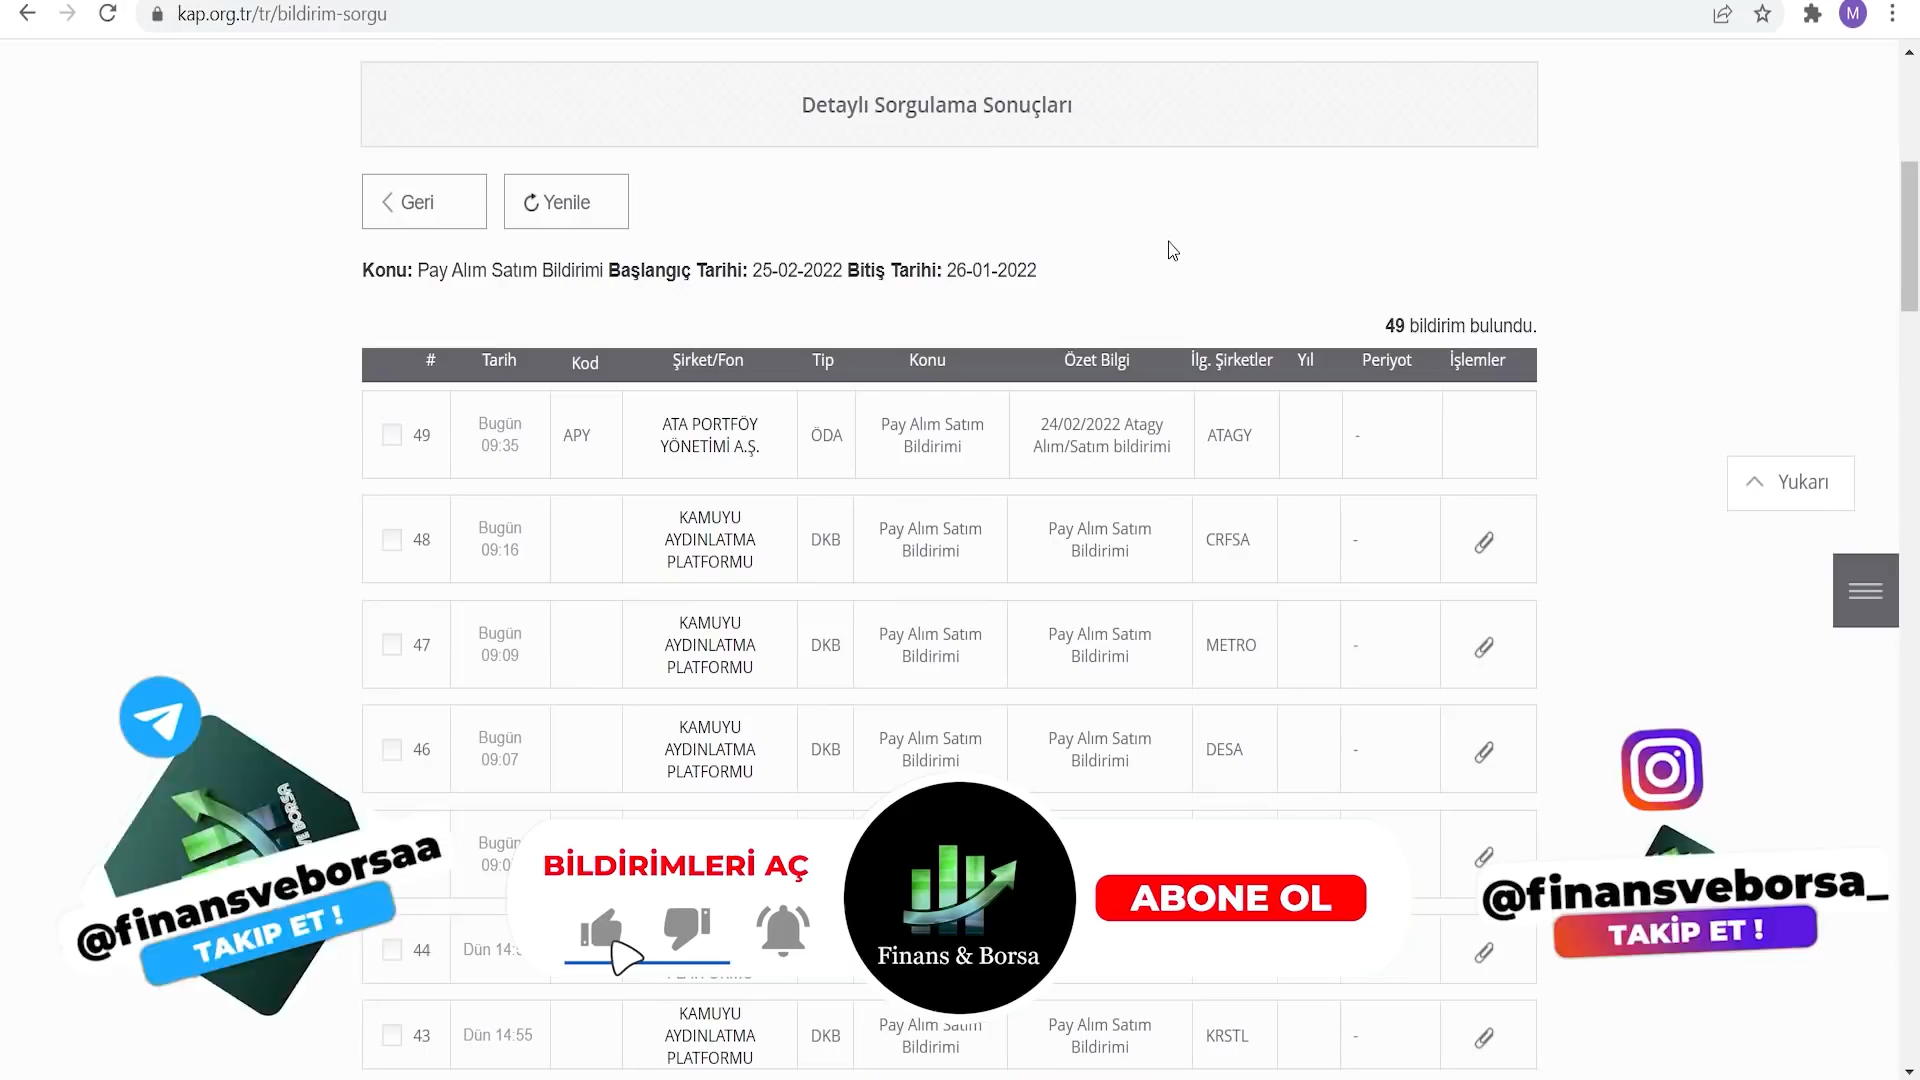 kap.org.tr/tr/bildirim-sorgu
M
Detaylı Sorgulama Sonuçları
Geri
Yenile
Konu: Pay Alım Satım Bildirimi Başlangıç Tarihi: 25-02-2022 Bitiş Tarihi: 26-01-2022
49 bildirim bulundu.
# Tarih Kod Şirket/Fon Tip Konu Özet Bilgi İlg. Şirketler Yıl Periyot İşlemler
49
Bugün
09:35
APY
ATA PORTFÖY
YÖNETİMİ A.Ş.
ÖDA
Pay Alım Satım
Bildirimi
24/02/2022 Atagy
Alım/Satım bildirimi
ATAGY
-
Yukarı
48
Bugün
09:16
KAMUYU
AYDINLATMA
PLATFORMU
DKB
Pay Alım Satım
Bildirimi
Pay Alım Satım
Bildirimi
CRFSA
-
47
Bugün
09:09
KAMUYU
AYDINLATMA
PLATFORMU
DKB
Pay Alım Satım
Bildirimi
Pay Alım Satım
Bildirimi
METRO
-
46
Bugün
09:07
KAMUYU
AYDINLATMA
PLATFORMU
DKB
Pay Alım Satım
Bildirimi
Pay Alım Satım
Bildirimi
DESA
-
Bugün
44
Dün
43
Dün 14:55
KAMUYU
AYDINLATMA
PLATFORMU
DKB
Pay Alım Satım
Bildirimi
Pay Alım Satım
Bildirimi
KRSTL
-
@finansveborsaa
TAKIP ET !
BİLDİRİMLERİ AÇ
Finans & Borsa
ABONE OL
@finansveborsa_
TAKİP ET !